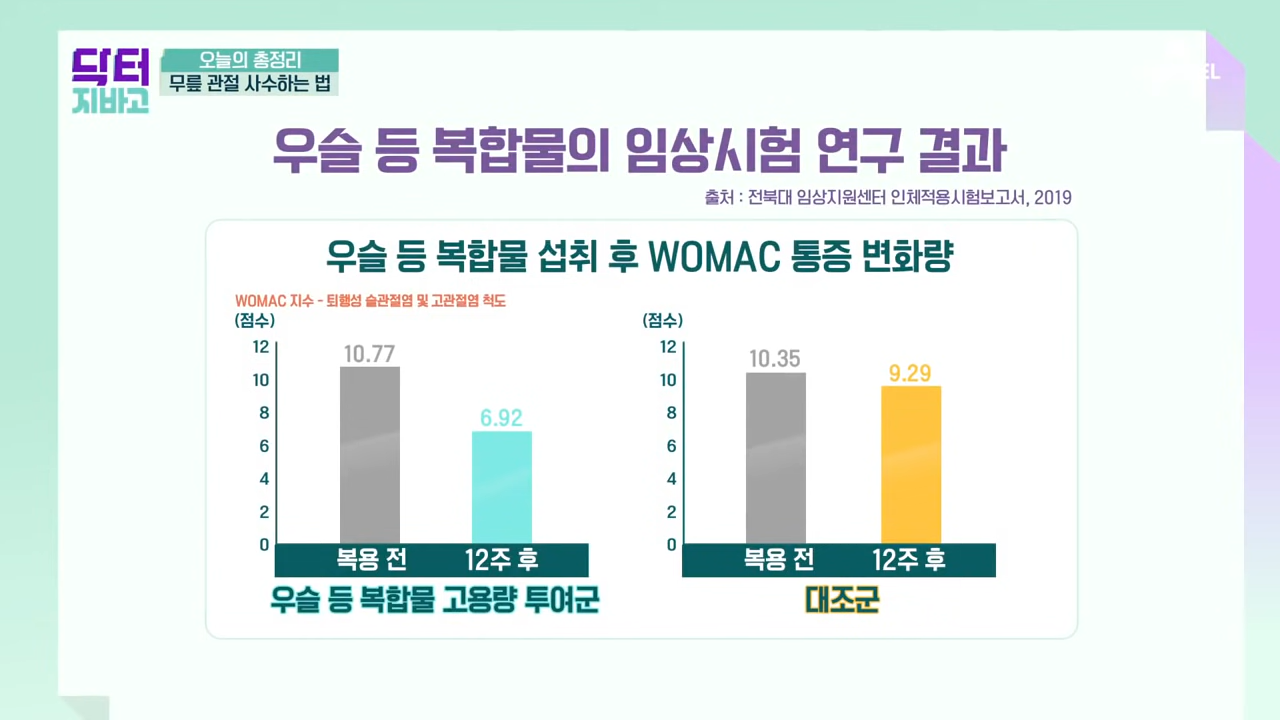 닥터
지바고
오늘의 총정리
무릎 관절 사수하는 법
우슬 등 복합물의 임상시험 연구 결과
출처 : 전북대 임상지원센터 인체적용시험보고서, 2019
우슬 등 복합물 섭취 후 WOMAC 통증 변화량
WOMAC 지수 - 퇴행성 슬관절염 및 고관절염 척도
(점수)
12
10
8
6
4
2
0
10.77
6.92
복용 전
12주 후
우슬 등 복합물 고용량 투여군
(점수)
12
10
8
6
4
2
0
10.35
9.29
복용 전
12주 후
대조군